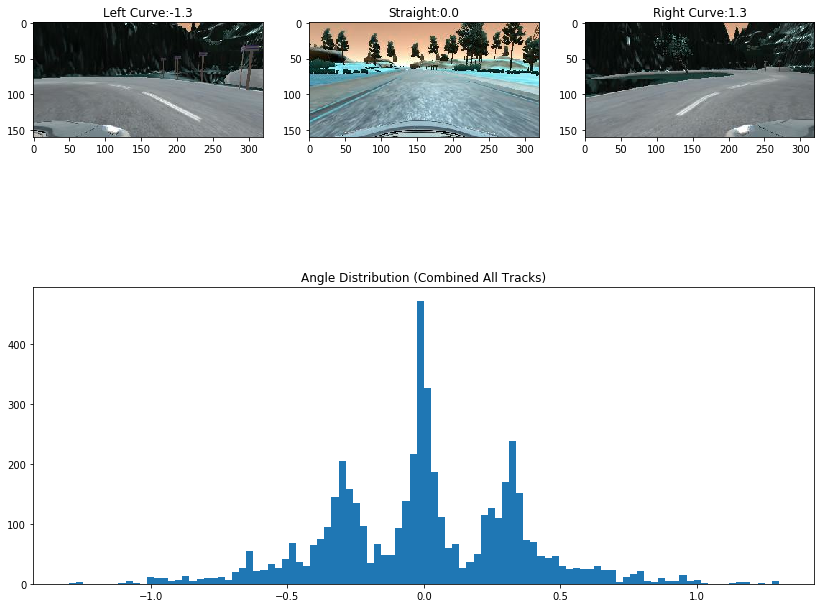 Left Curve:-1.3 Straight:0.0 Right Curve:1.3
0 0 0
50 50 50
100 100 100
150 150 150
0 50 100 150 200 250 300 0 50 100 150 200 250 300 0 50 100 150 200 250 300
Angle Distribution (Combined All Tracks)
400
300
200
100
0
−1.0 −0.5 0.0 0.5 1.0